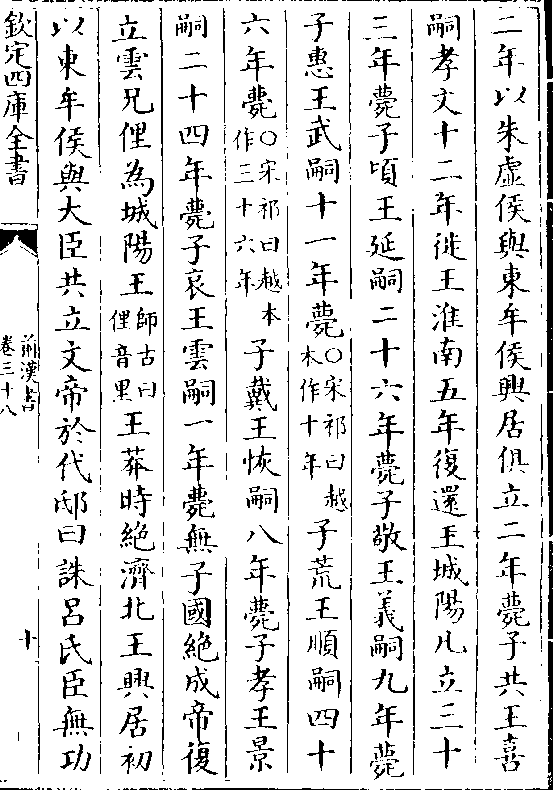 二年以朱虛侯與東牟侯興居俱立二年薨子共王喜
嗣孝文十二年徙王淮南五年復還王城陽凡立三十
三年薨子頃王延嗣二十六年薨子敬王義嗣九年薨
子惠王武嗣十一年薨○宋祁曰越本作十年子荒王順嗣四十
六年薨○宋祁曰越本作三十六年子戴王恢嗣八年薨子孝王景
嗣二十四年薨子哀王雲嗣一年薨無子國絕成帝復
立雲兄俚為城陽王師古曰俚音里王莽時絕濟北王興居初
以東牟侯與大臣共立文帝於代邸曰誅呂氏臣無功
欽定四庫全書
前漢書
卷三十八
十